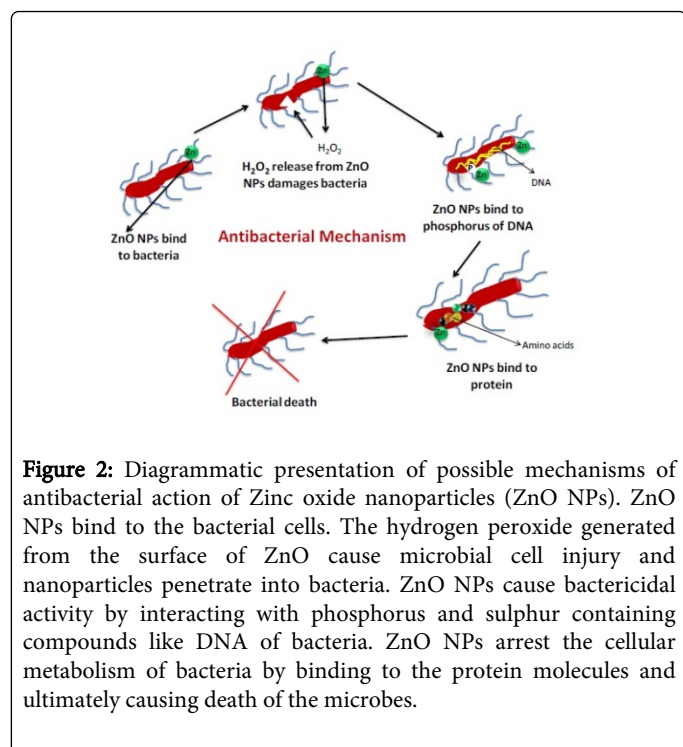 Zn
H₂O₂
H₂O₂ release from ZnO
NPs damages bacteria
Zn
ZnO NPs bind
to bacteria
Antibacterial Mechanism
Zn
P
Zn
DNA
ZnO NPs bind to
phosphorus of DNA
Zn
Amino acids
ZnO NPs bind to
protein
Bacterial death
Figure 2: Diagrammatic presentation of possible mechanisms of
antibacterial action of Zinc oxide nanoparticles (ZnO NPs). ZnO
NPs bind to the bacterial cells. The hydrogen peroxide generated
from the surface of ZnO cause microbial cell injury and
nanoparticles penetrate into bacteria. ZnO NPs cause bactericidal
activity by interacting with phosphorus and sulphur containing
compounds like DNA of bacteria. ZnO NPs arrest the cellular
metabolism of bacteria by binding to the protein molecules and
ultimately causing death of the microbes.